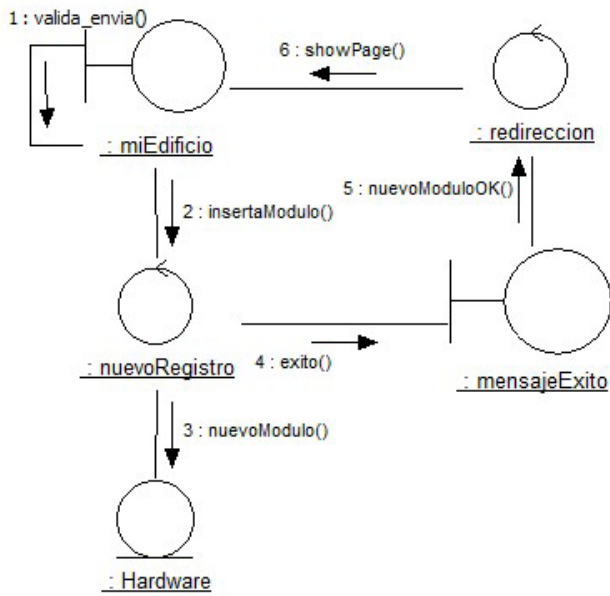 1 : valida_envia()
6 : showPage()
: miEdificio
: redireccion
5 : nuevoModuloOK()
2 : insertaModulo()
: nuevoRegistro
4 : exito()
: mensajeExito
3 : nuevoModulo()
: Hardware